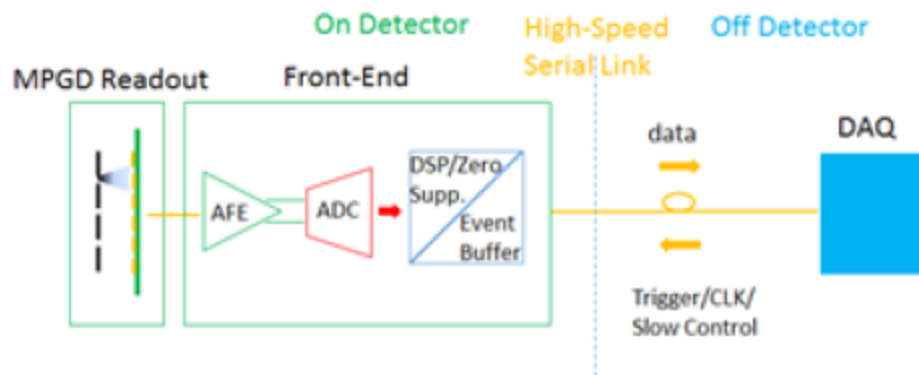 On Detector
High-Speed
Serial Link
Off Detector
MPGD Readout
Front-End
data
DAQ
AFE
ADC
DSP/Zero
Supp.
Event
Buffer
Trigger/CLK/
Slow Control